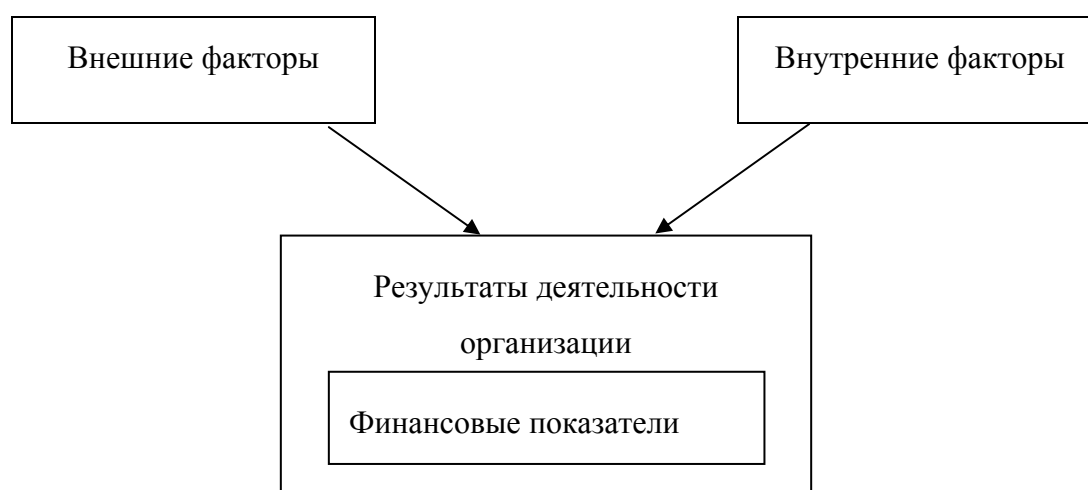 Внешние факторы
Внутренние факторы
Результаты деятельности
организации
Финансовые показатели